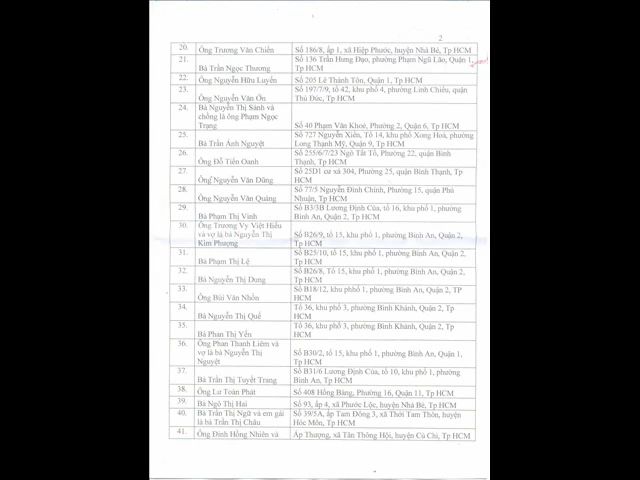 2
20. Ông Trương Văn Chiến Số 186/8, ấp 1, xã Hiệp Phước, huyện Nhà Bè, Tp HCM
21. Bà Trần Ngọc Thương Số 136 Trần Hưng Đạo, phường Phạm Ngũ Lão, Quận 1,
Tp HCM
22. Ông Nguyễn Hữu Luyến Số 205 Lê Thánh Tôn, Quận 1, Tp HCM
23. Ông Nguyễn Văn Ổn Số 197/7/9, tổ 42, khu phố 4, phường Linh Chiểu, quận
Thủ Đức, Tp HCM
24. Bà Nguyễn Thị Sánh và
chồng là ông Phạm Ngọc
Trạng Số 40 Phạm Văn Khoẻ, Phường 2, Quận 6, Tp HCM
25. Bà Trần Ánh Nguyệt Số 727 Nguyễn Xiển, Tổ 14, khu phố Xong Hoà, phường
Long Thạnh Mỹ, Quận 9, Tp HCM
26. Ông Đỗ Tiến Oanh Số 255/6/7/23 Ngô Tất Tố, Phường 22, quận Bình
Thạnh, Tp HCM
27. Ông Nguyễn Văn Dũng Số 25D1 cư xá 304, Phường 25, quận Bình Thạnh, Tp
HCM
28. Ông Nguyễn Văn Quảng Số 77/5 Nguyễn Đình Chính, Phường 15, quận Phú
Nhuận, Tp HCM
29. Bà Phạm Thị Vinh Số B3/3B Lương Định Của, tổ 16, khu phố 1, phường
Bình An, Quận 2, Tp HCM
30. Ông Trương Vy Việt Hiếu
và vợ là bà Nguyễn Thị
Kim Phượng Số B26/9, tổ 15, khu phố 1, phường Bình An, Quận 2,
Tp HCM
31. Bà Phạm Thị Lệ Số B25/10, tổ 15, khu phố 1, phường Bình An, Quận 2,
Tp HCM
32. Bà Nguyễn Thị Dung Số B26/8, Tổ 15, khu phố 1, phường Bình An, Quận 2,
Tp HCM
33. Ông Bùi Văn Nhồn Số B18/12, khu phhố 1, phường Bình An, Quận 2, TP
HCM
34. Bà Nguyễn Thị Quế Tổ 36, khu phố 3, phường Bình Khánh, Quận 2, Tp
HCM
35. Bà Phan Thị Yến Tổ 36, khu phố 3, phường Bình Khánh, Quận 2, Tp
HCM
36. Ông Phan Thanh Liêm và
vợ là bà Nguyễn Thị
Nguyệt Số B30/2, tổ 15, khu phố 1, phường Bình An, Quận 1,
Tp HCM
37. Bà Trần Thị Tuyết Trang Số B31/6 Lương Định Của, tổ 10, khu phố 1, phường
Bình An, Tp HCM
38. Ông Lư Toàn Phát Số 408 Hồng Bàng, Phường 16, Quận 11, Tp HCM
39. Bà Ngô Thị Hai Số 95, ấp 4, xã Phước Lộc, huyện Nhà Bè, Tp HCM
40. Bà Trần Thị Ngữ và em gái
là bà Trần Thị Châu Số 39/5A, ấp Tam Đông 3, xã Thới Tam Thôn, huyện
Hóc Môn, Tp HCM
41. Ông Đinh Hồng Nhiên và Ấp Thượng, xã Tân Thông Hội, huyện Củ Chi, Tp HCM